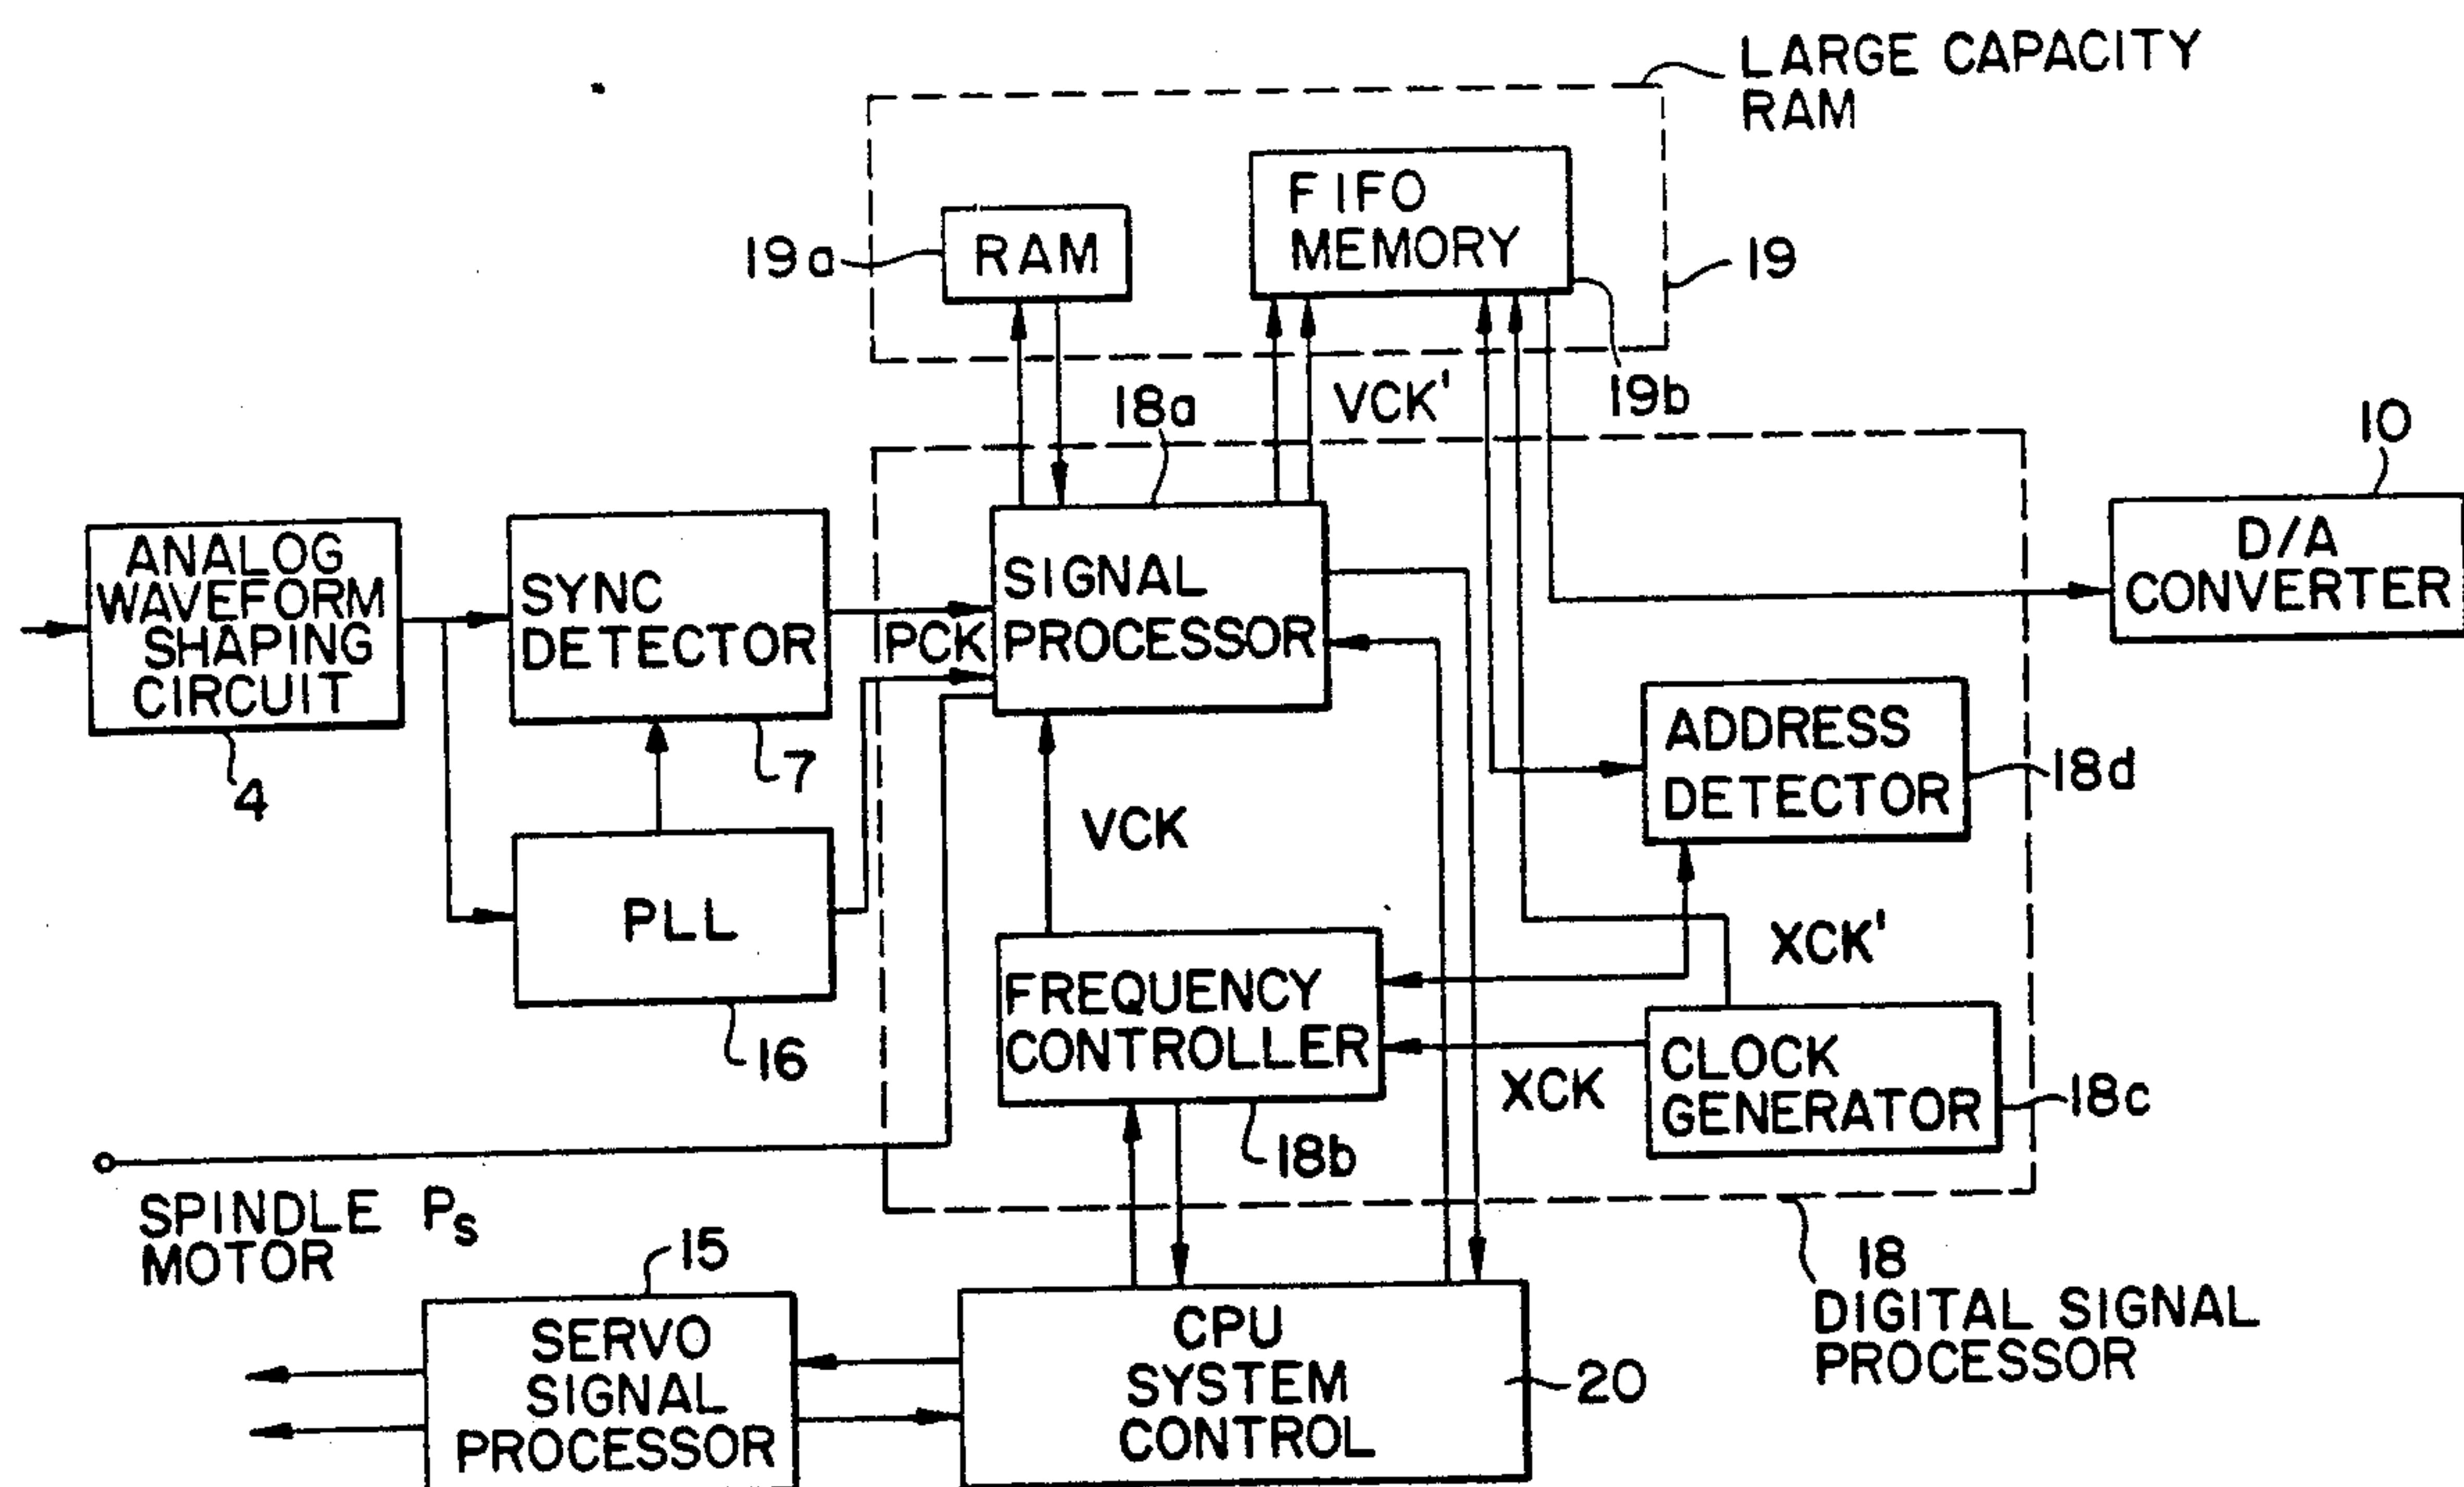 LARGE CAPACITY
RAM
FIFO
MEMORY
RAM
19a
19
19b
VCK'
18a
10
ANALOG
WAVEFORM
SHAPING
CIRCUIT
4
SYNC
DETECTOR
7
PCK
SIGNAL
PROCESSOR
D/A
CONVERTER
ADDRESS
DETECTOR
18d
VCK
PLL
16
XCK'
FREQUENCY
CONTROLLER
18b
XCK
CLOCK
GENERATOR
18c
SPINDLE
MOTOR
Ps
15
SERVO
SIGNAL
PROCESSOR
CPU
SYSTEM
CONTROL
20
18
DIGITAL SIGNAL
PROCESSOR